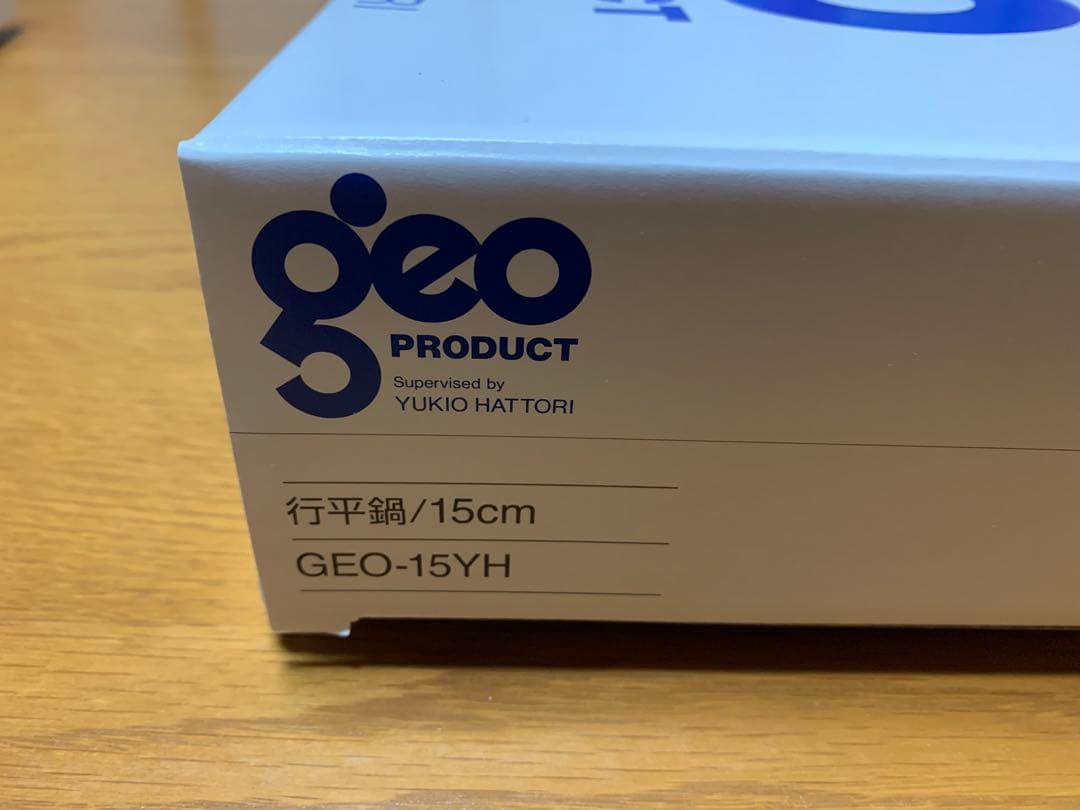 geo
PRODUCT
Supervised by
YUKIO HATTORI
行平鍋/15cm
GEO-15YH